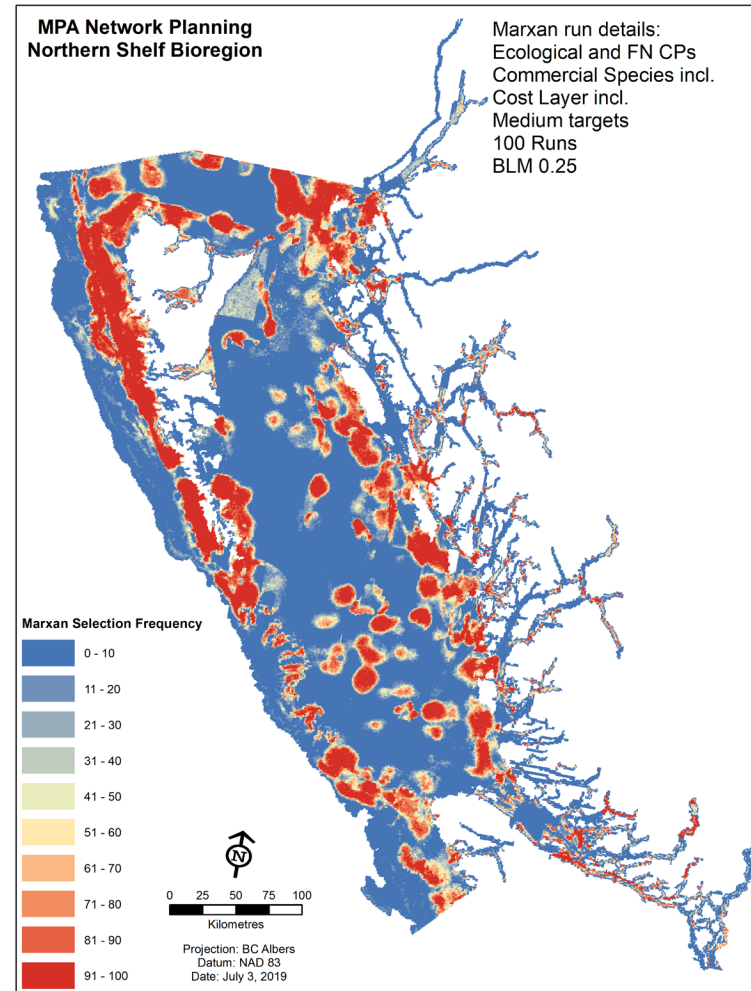 MPA Network Planning
Northern Shelf Bioregion
Marxan run details:
Ecological and FN CPs
Commercial Species incl.
Cost Layer incl.
Medium targets
100 Runs
BLM 0.25
Marxan Selection Frequency
0 - 10
11 - 20
21 - 30
31 - 40
41 - 50
51 - 60
61 - 70
71 - 80
81 - 90
91 - 100
N
0 25 50 75 100
Kilometres
Projection: BC Albers
Datum: NAD 83
Date: July 3, 2019